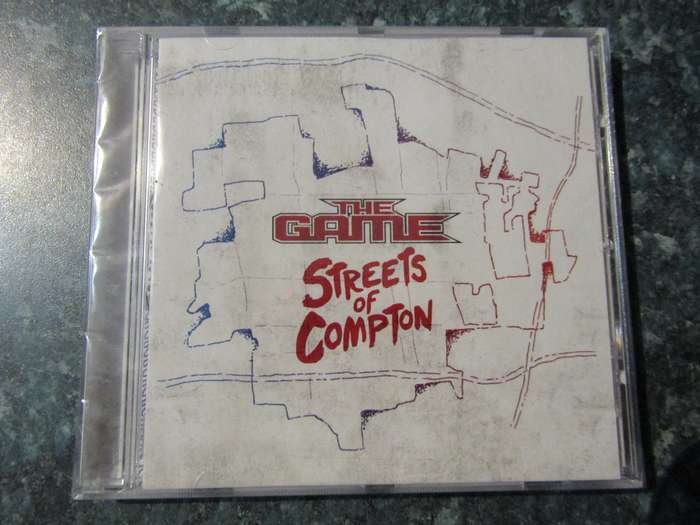 THE
GAME
STREETS
OF
COMPTON